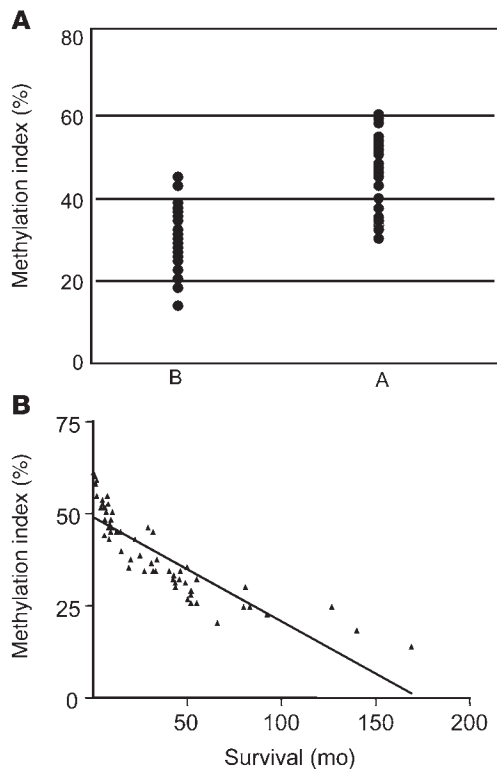 A
Methylation index (%)
80
60
40
20
0
B
A
B
Methylation index (%)
75
50
25
0
50
100
150
200
Survival (mo)